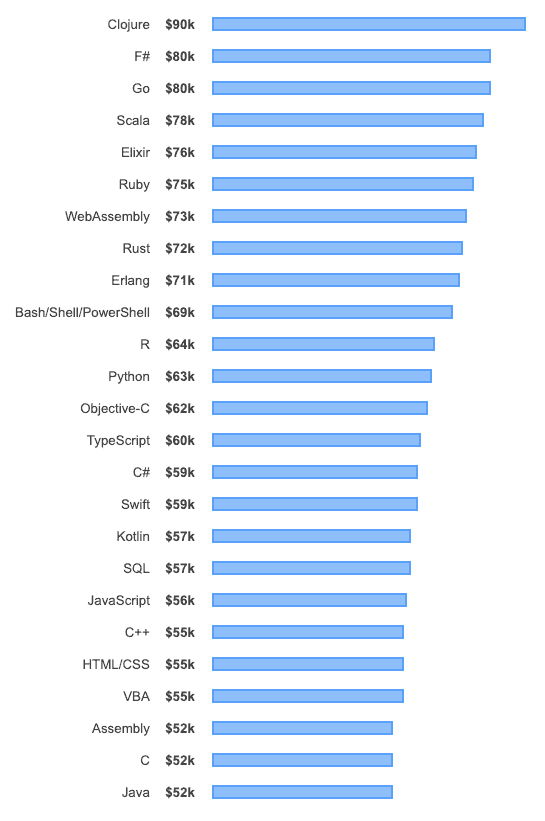 Clojure $90k
F# $80k
Go $80k
Scala $78k
Elixir $76k
Ruby $75k
WebAssembly $73k
Rust $72k
Erlang $71k
Bash/Shell/PowerShell $69k
R $64k
Python $63k
Objective-C $62k
TypeScript $60k
C# $59k
Swift $59k
Kotlin $57k
SQL $57k
JavaScript $56k
C++ $55k
HTML/CSS $55k
VBA $55k
Assembly $52k
C $52k
Java $52k